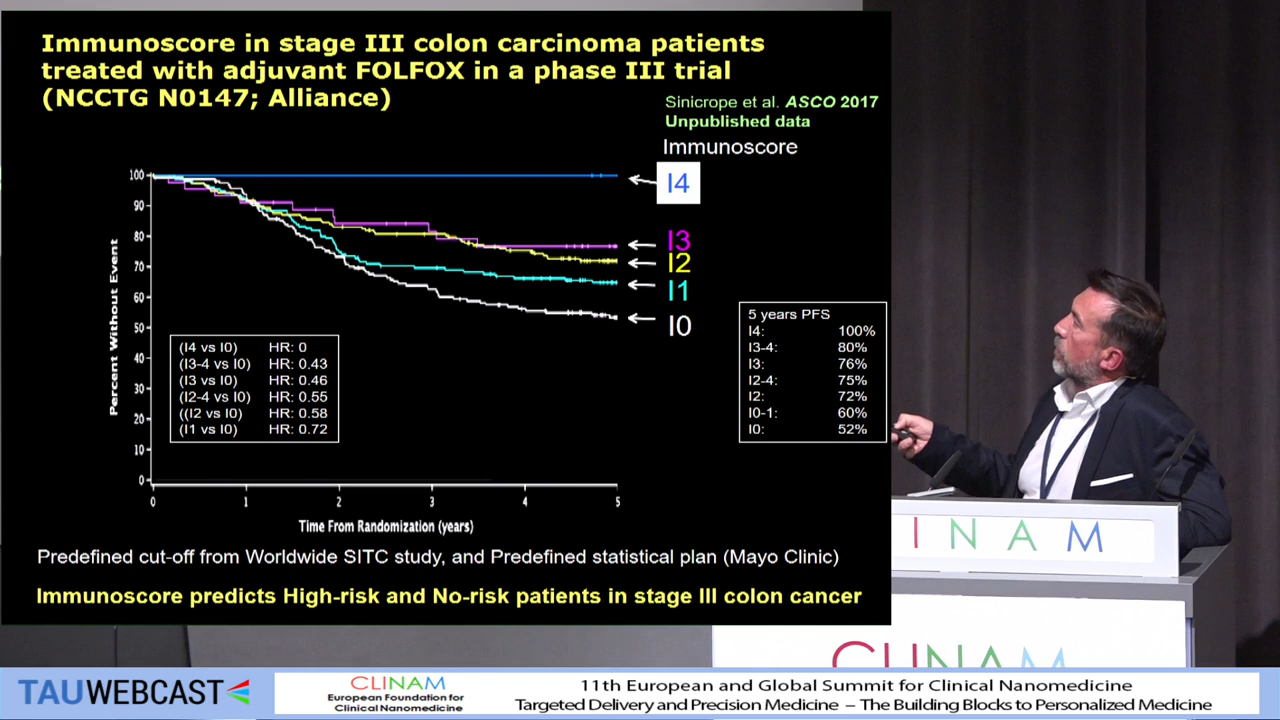 Immunoscore in stage III colon carcinoma patients
treated with adjuvant FOLFOX in a phase III trial
(NCCTG N0147; Alliance)
Sinicrope et al. ASCO 2017
Unpublished data
Immunoscore
I4
I3
I2
I1
I0
Percent Without Event
100
90
80
70
60
50
40
30
20
10
0
0 1 2 3 4 5
Time From Randomization (years)
(I4 vs I0) HR: 0
(I3-4 vs I0) HR: 0.43
(I3 vs I0) HR: 0.46
(I2-4 vs I0) HR: 0.55
((I2 vs I0) HR: 0.58
(I1 vs I0) HR: 0.72
5 years PFS
I4: 100%
I3-4: 80%
I3: 76%
I2-4: 75%
I2: 72%
I0-1: 60%
I0: 52%
Predefined cut-off from Worldwide SITC study, and Predefined statistical plan (Mayo Clinic)
Immunoscore predicts High-risk and No-risk patients in stage III colon cancer
INAM
CLINAM
TAUWEBCAST
CLINAM
European Foundation for
Clinical Nanomedicine
11th European and Global Summit for Clinical Nanomedicine
Targeted Delivery and Precision Medicine – The Building Blocks to Personalized Medicine